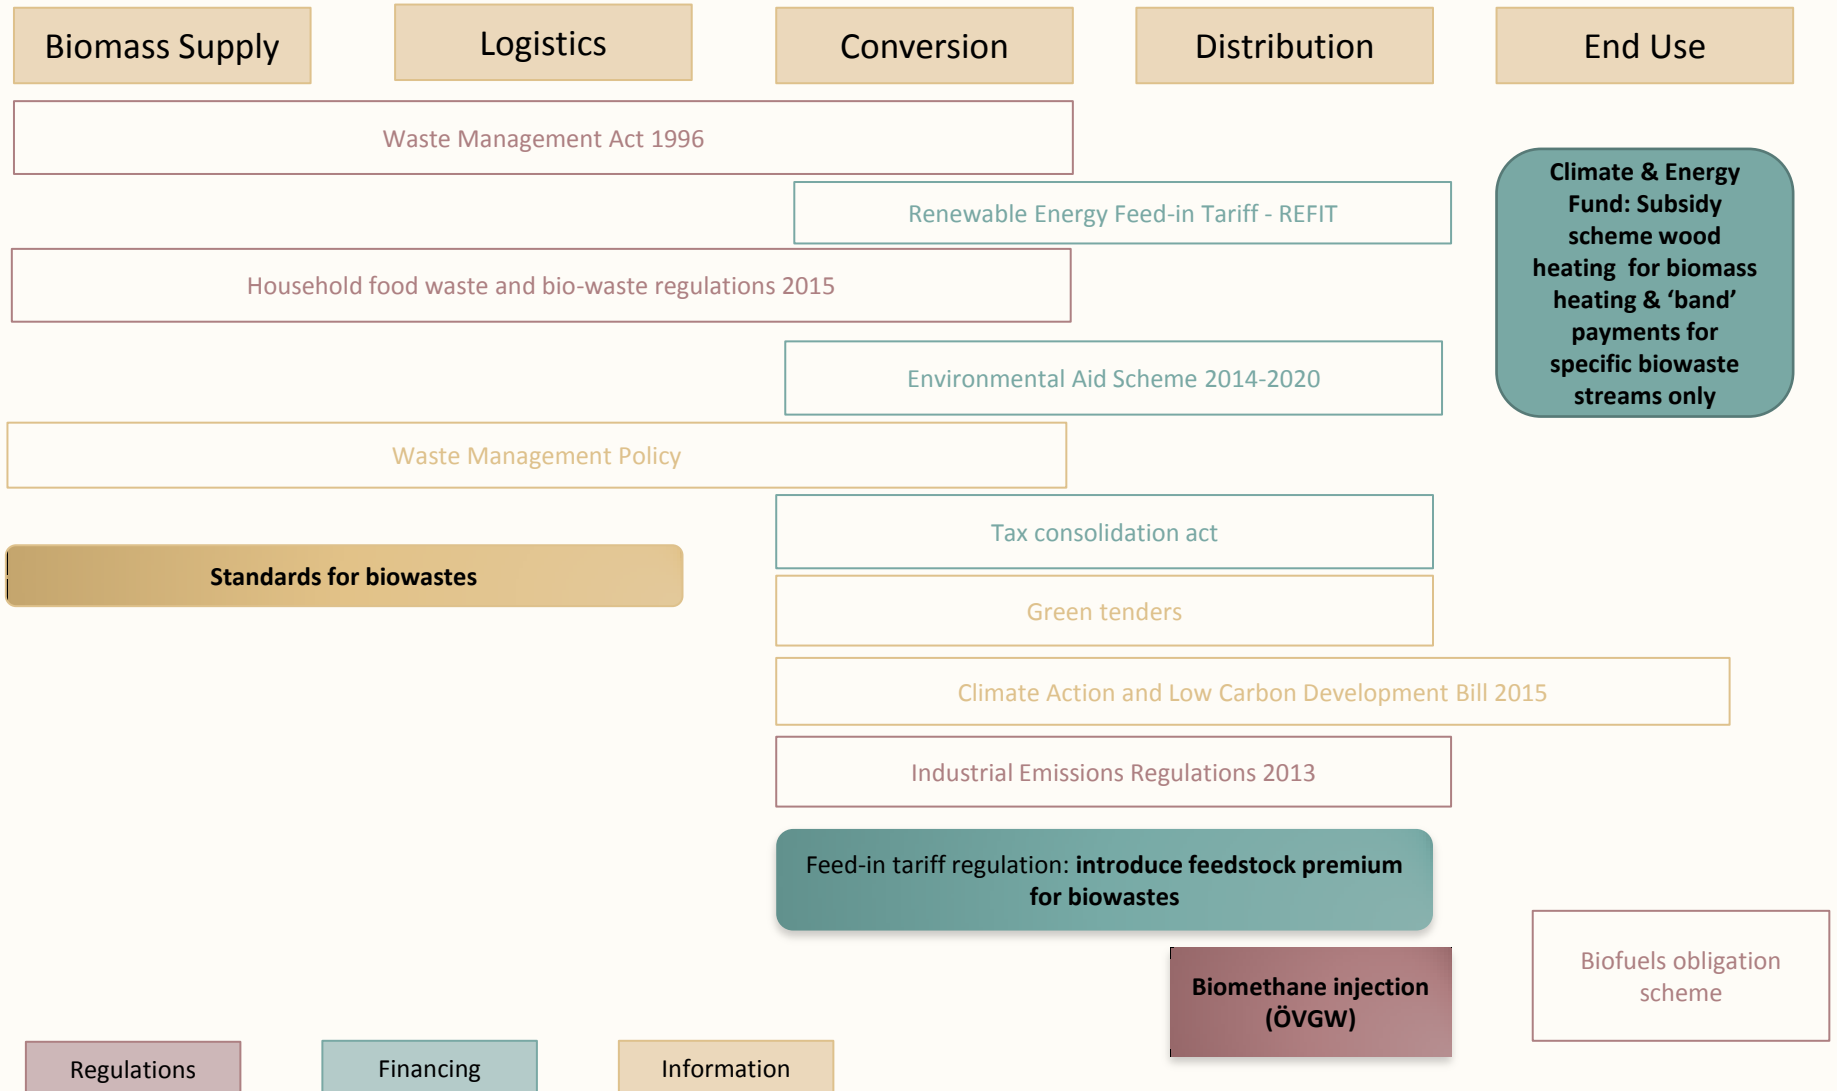 Biomass Supply
Logistics
Conversion
Distribution
End Use
Waste Management Act 1996
Renewable Energy Feed-in Tariff - REFIT
Household food waste and bio-waste regulations 2015
Environmental Aid Scheme 2014-2020
Waste Management Policy
Tax consolidation act
Standards for biowastes
Green tenders
Climate Action and Low Carbon Development Bill 2015
Industrial Emissions Regulations 2013
Feed-in tariff regulation: introduce feedstock premium
for biowastes
Biomethane injection
(ÖVGW)
Climate & Energy
Fund: Subsidy
scheme wood
heating for biomass
heating & ‘band’
payments for
specific biowaste
streams only
Biofuels obligation
scheme
Regulations
Financing
Information